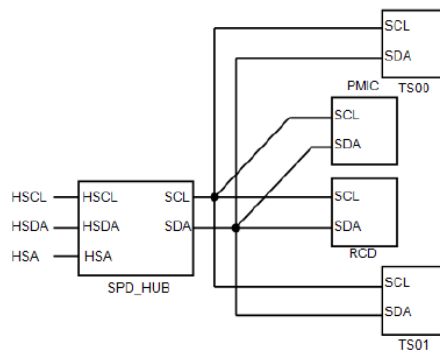 SCL
SDA
TS00
PMIC
SCL
SDA
HSCL HSCL SCL SCL
HSDA HSDA SDA SDA
HSA HSA RCD
SPD_HUB
SCL
SDA
TS01